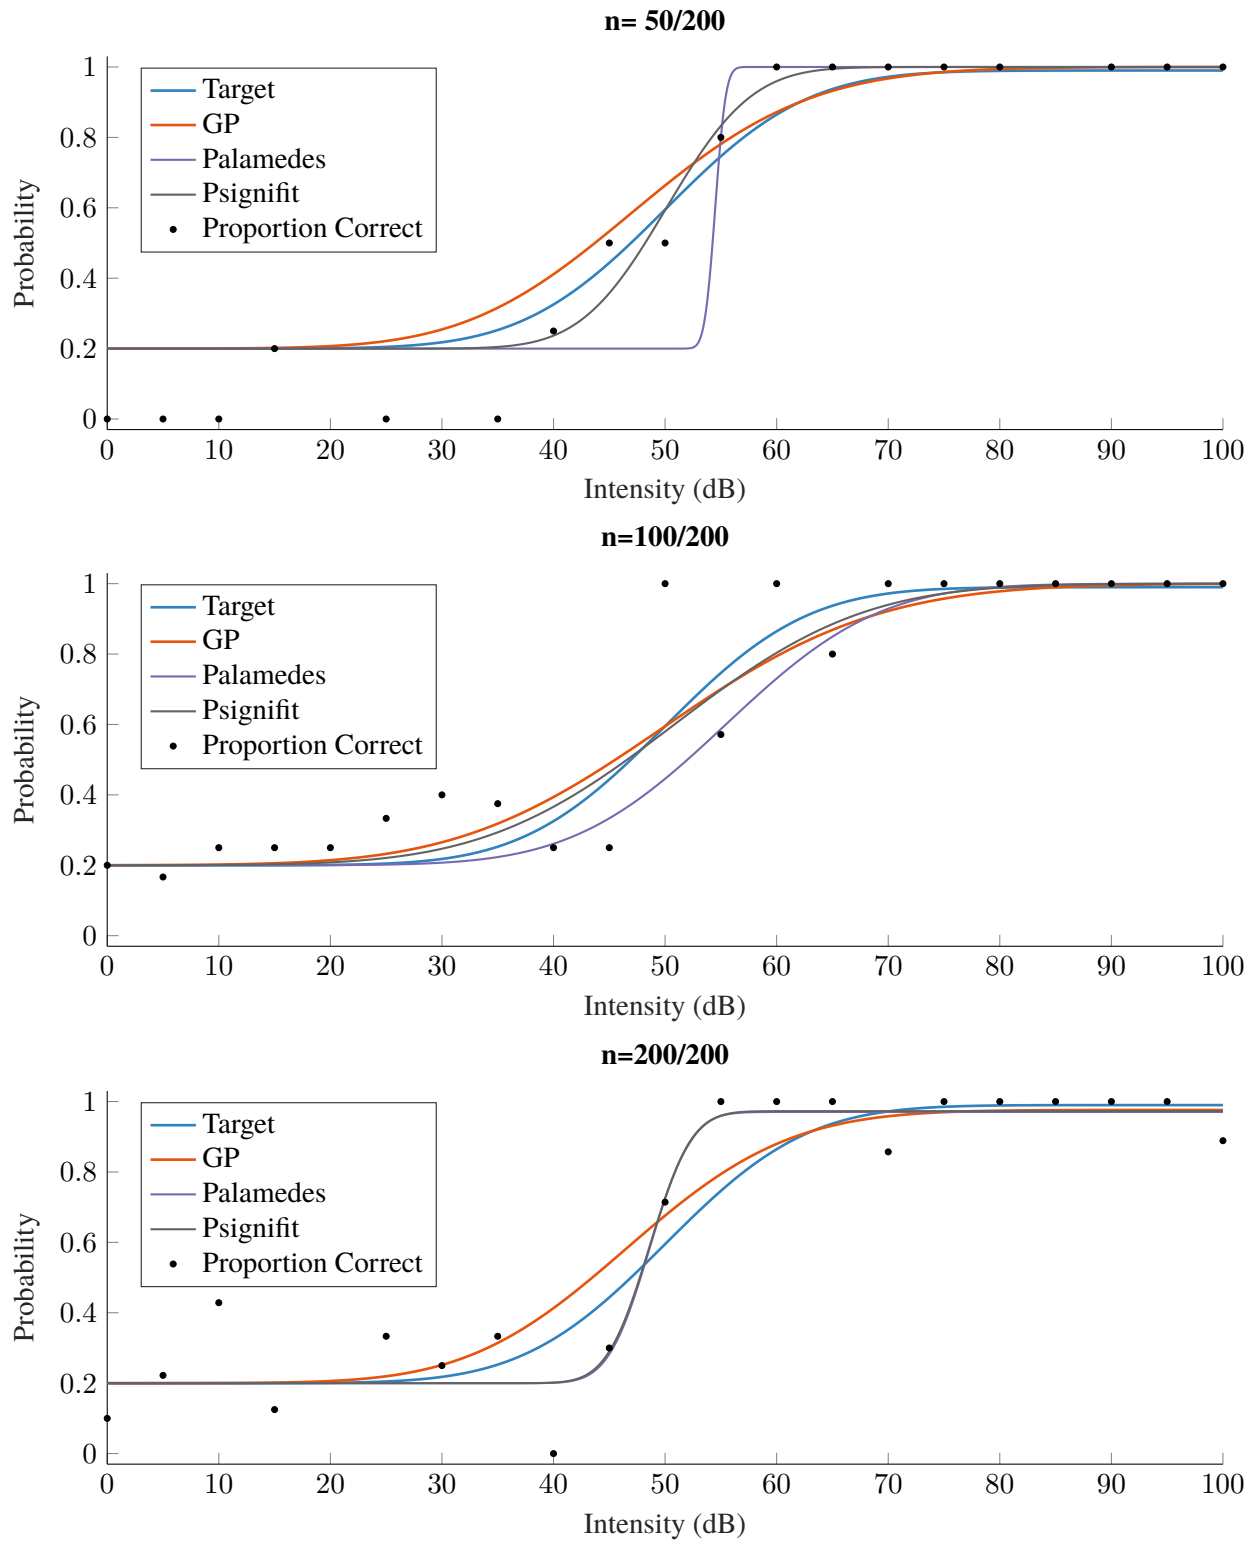 n= 50/200
1
0.8
0.6
0.4
0.2
0
Probability
Target
GP
Palamedes
Psignifit
Proportion Correct
0 10 20 30 40 50 60 70 80 90 100
Intensity (dB)
n=100/200
1
0.8
0.6
0.4
0.2
0
Probability
Target
GP
Palamedes
Psignifit
Proportion Correct
0 10 20 30 40 50 60 70 80 90 100
Intensity (dB)
n=200/200
1
0.8
0.6
0.4
0.2
0
Probability
Target
GP
Palamedes
Psignifit
Proportion Correct
0 10 20 30 40 50 60 70 80 90 100
Intensity (dB)